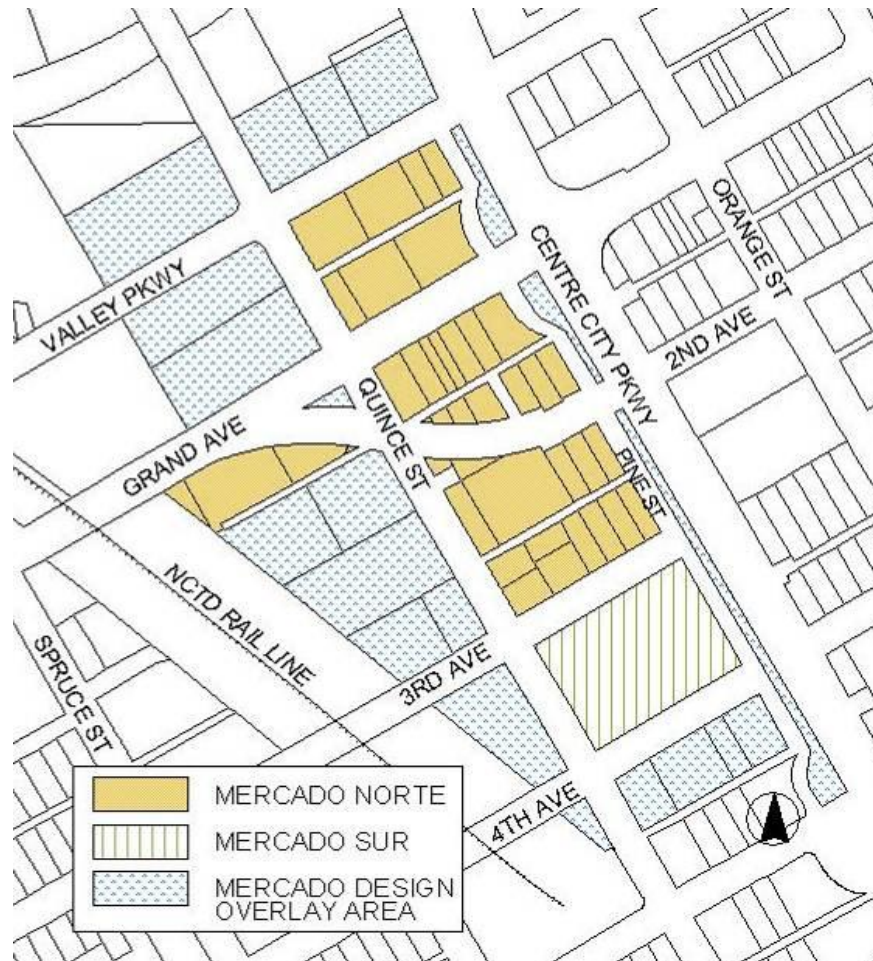 ORANGE ST
CENTRE CITY PKWY
VALLEY PKWY
2ND AVE
QUINCE ST
GRAND AVE
PINE ST
NCTD RAIL LINE
SPRUCE ST
3RD AVE
4TH AVE
MERCADO NORTE
MERCADO SUR
MERCADO DESIGN
OVERLAY AREA